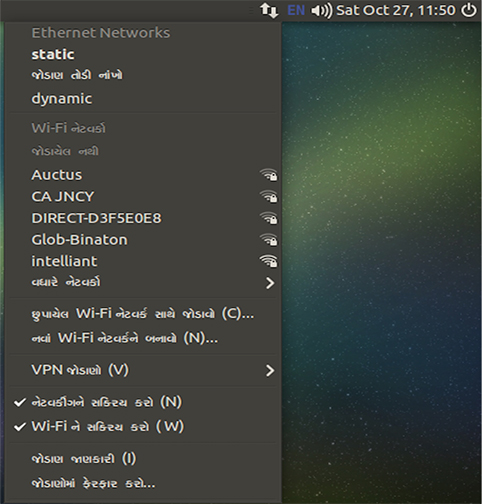 EN Sat Oct 27, 11:50
Ethernet Networks
static
જોડાણ તોડી નાંખો
dynamic
Wi-Fi નેટવર્કો
જોડાયેલ નથી
Auctus
CA JNCY
DIRECT-D3F5E0E8
Glob-Binaton
intelliant
વધારે નેટવર્કો
છુપાયેલ Wi-Fi નેટવર્ક સાથે જોડાવો (C)...
નવાં Wi-Fi નેટવર્કને બનાવો (N)...
VPN જોડાણો (V)
નેટવર્કીંગને સક્રિય કરો (N)
Wi-Fi ને સક્રિય કરો ( W)
જોડાણ જાણકારી (I)
જોડાણોમાં ફેરફાર કરો...